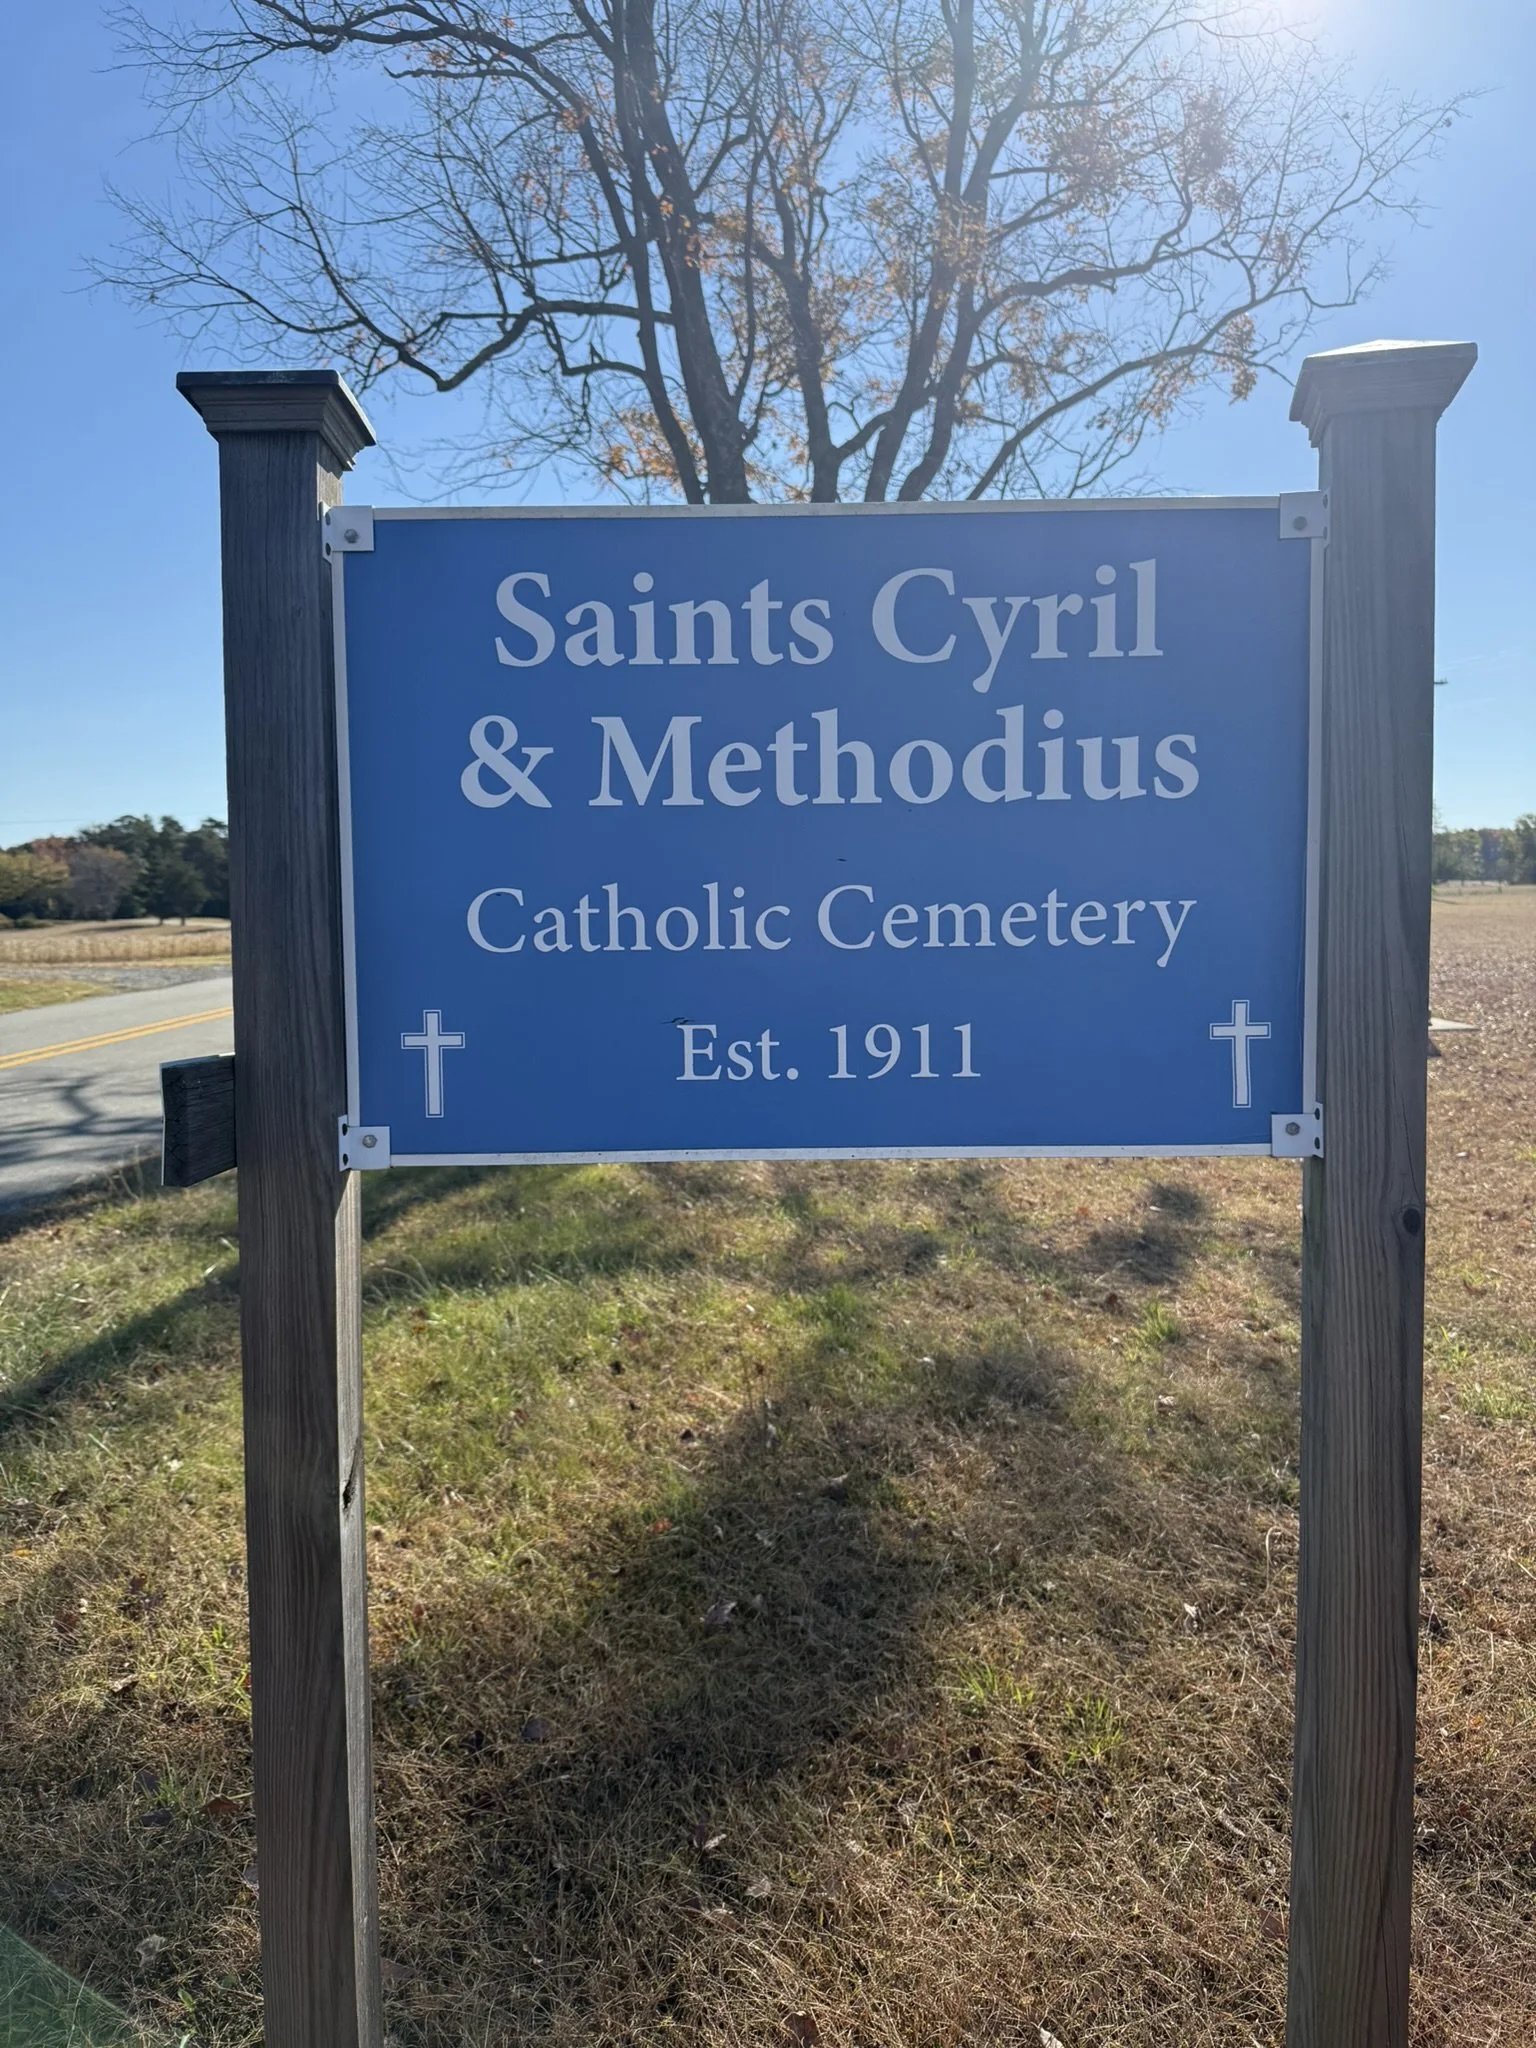 Saints Cyril
& Methodius
Catholic Cemetery
Est. 1911